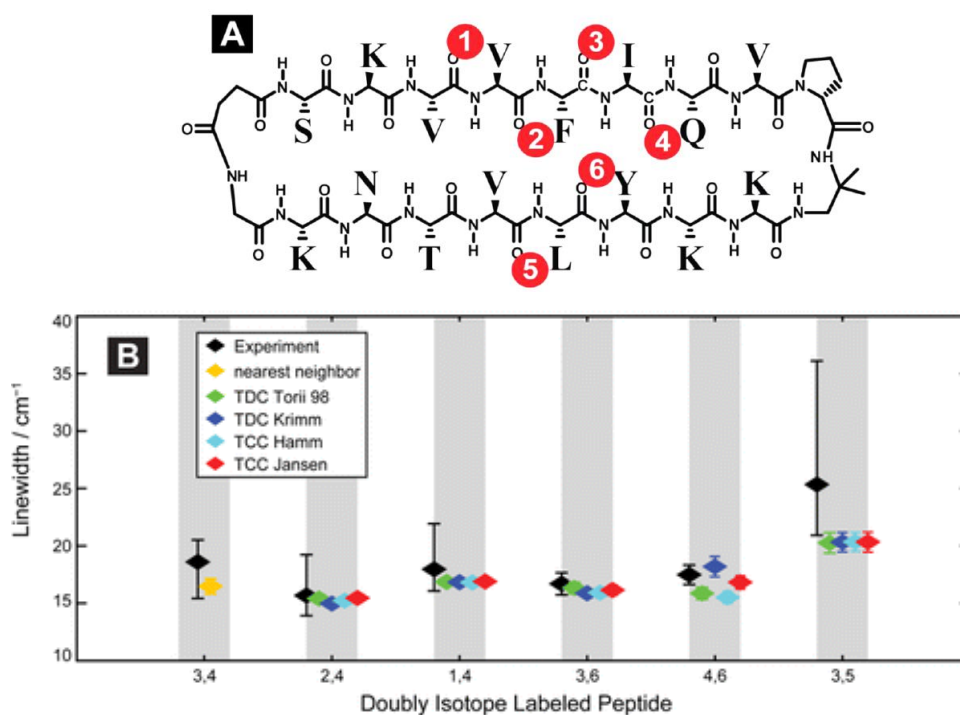 A
1 3
K V I V
O O O O
H H H H
N N N N N
N N N N
O H O H O H O H O
S V 2 F 4 Q
O O
NH
6
NH N V Y K
O O O O
H H H H H
N N N N N
N N N N
O H O H O H O H O
K T 5 L K
B
40
35
30
25
20
15
10
Linewidth / cm⁻¹
Experiment
nearest neighbor
TDC Torii 98
TDC Krimm
TCC Hamm
TCC Jansen
3,4 2,4 1,4 3,6 4,6 3,5
Doubly Isotope Labeled Peptide